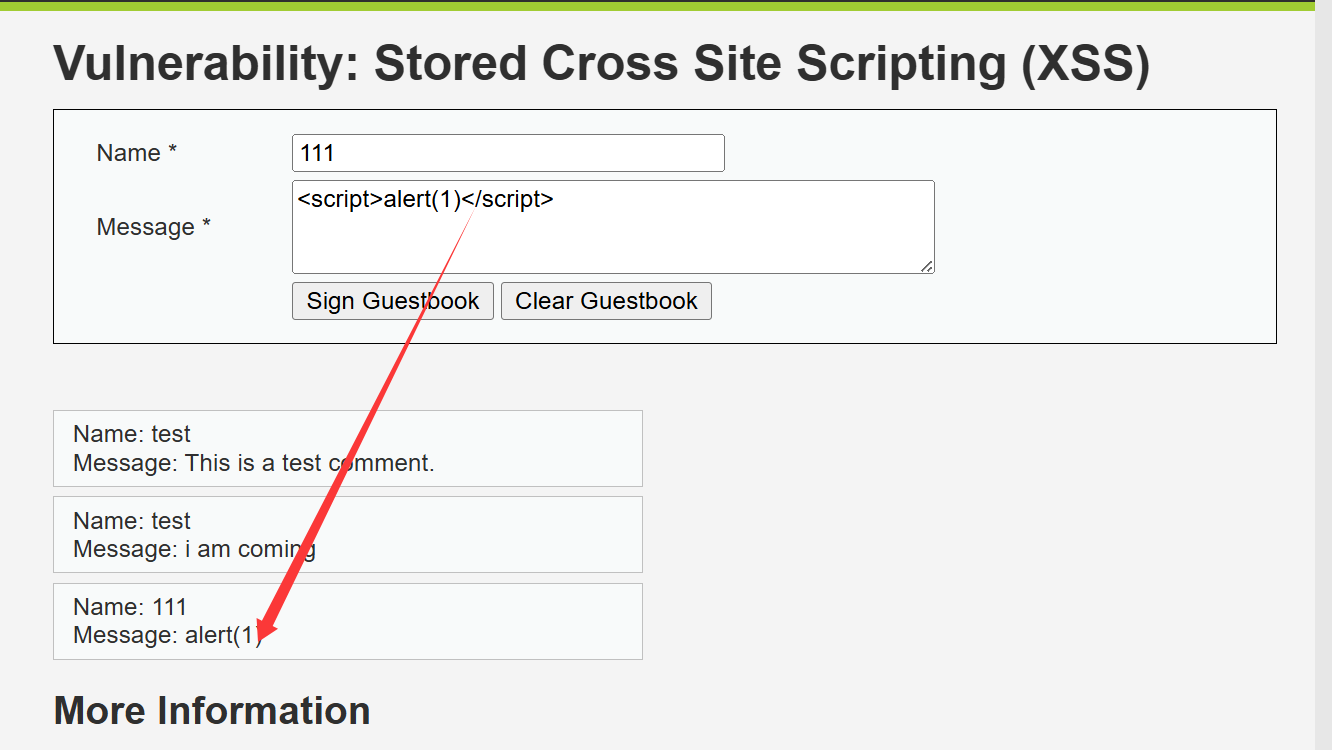 Vulnerability: Stored Cross Site Scripting (XSS)
Name *
111
Message *
<script>alert(1)</script>
Sign Guestbook
Clear Guestbook
Name: test
Message: This is a test comment.
Name: test
Message: i am coming
Name: 111
Message: alert(1)
More Information